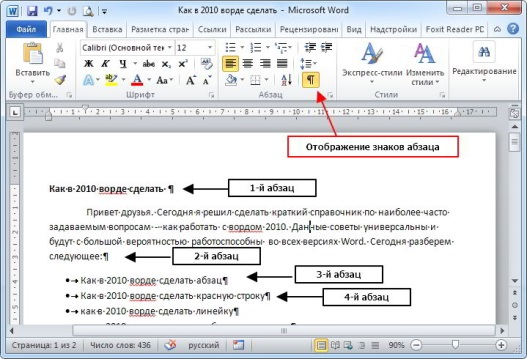 Как в 2010 ворде сделать - Microsoft Word
Файл Главная Вставка Разметка стран Ссылки Рассылки Рецензировани Вид Надстройки Foxit Reader PD
Calibri (Основной тек 12
Вставить
Экспресс-стили Изменить стили
Редактирование
Буфер обм... Шрифт Абзац Стили
Отображение знаков абзаца
Как·в·2010·ворде·сделать·¶
1-й абзац
Привет·друзья.·Сегодня·я·решил·сделать·краткий·справочник·по·наиболее·часто·
задаваемым·вопросам·—как·работать·с·вордом·2010.·Данные·советы·универсальны·и·
будут·с·большой·вероятностью·работоспособны·во·всех·версиях·Word.·Сегодня·разберем·
следующее:¶
2-й абзац
•→Как·в·2010·ворде·сделать·абзац¶
3-й абзац
•→Как·в·2010·ворде·сделать·красную·строку¶
4-й абзац
•→как·в·2010·ворде·сделать·линейку¶
Страница: 1 из 2 Число слов: 436 русский 90%